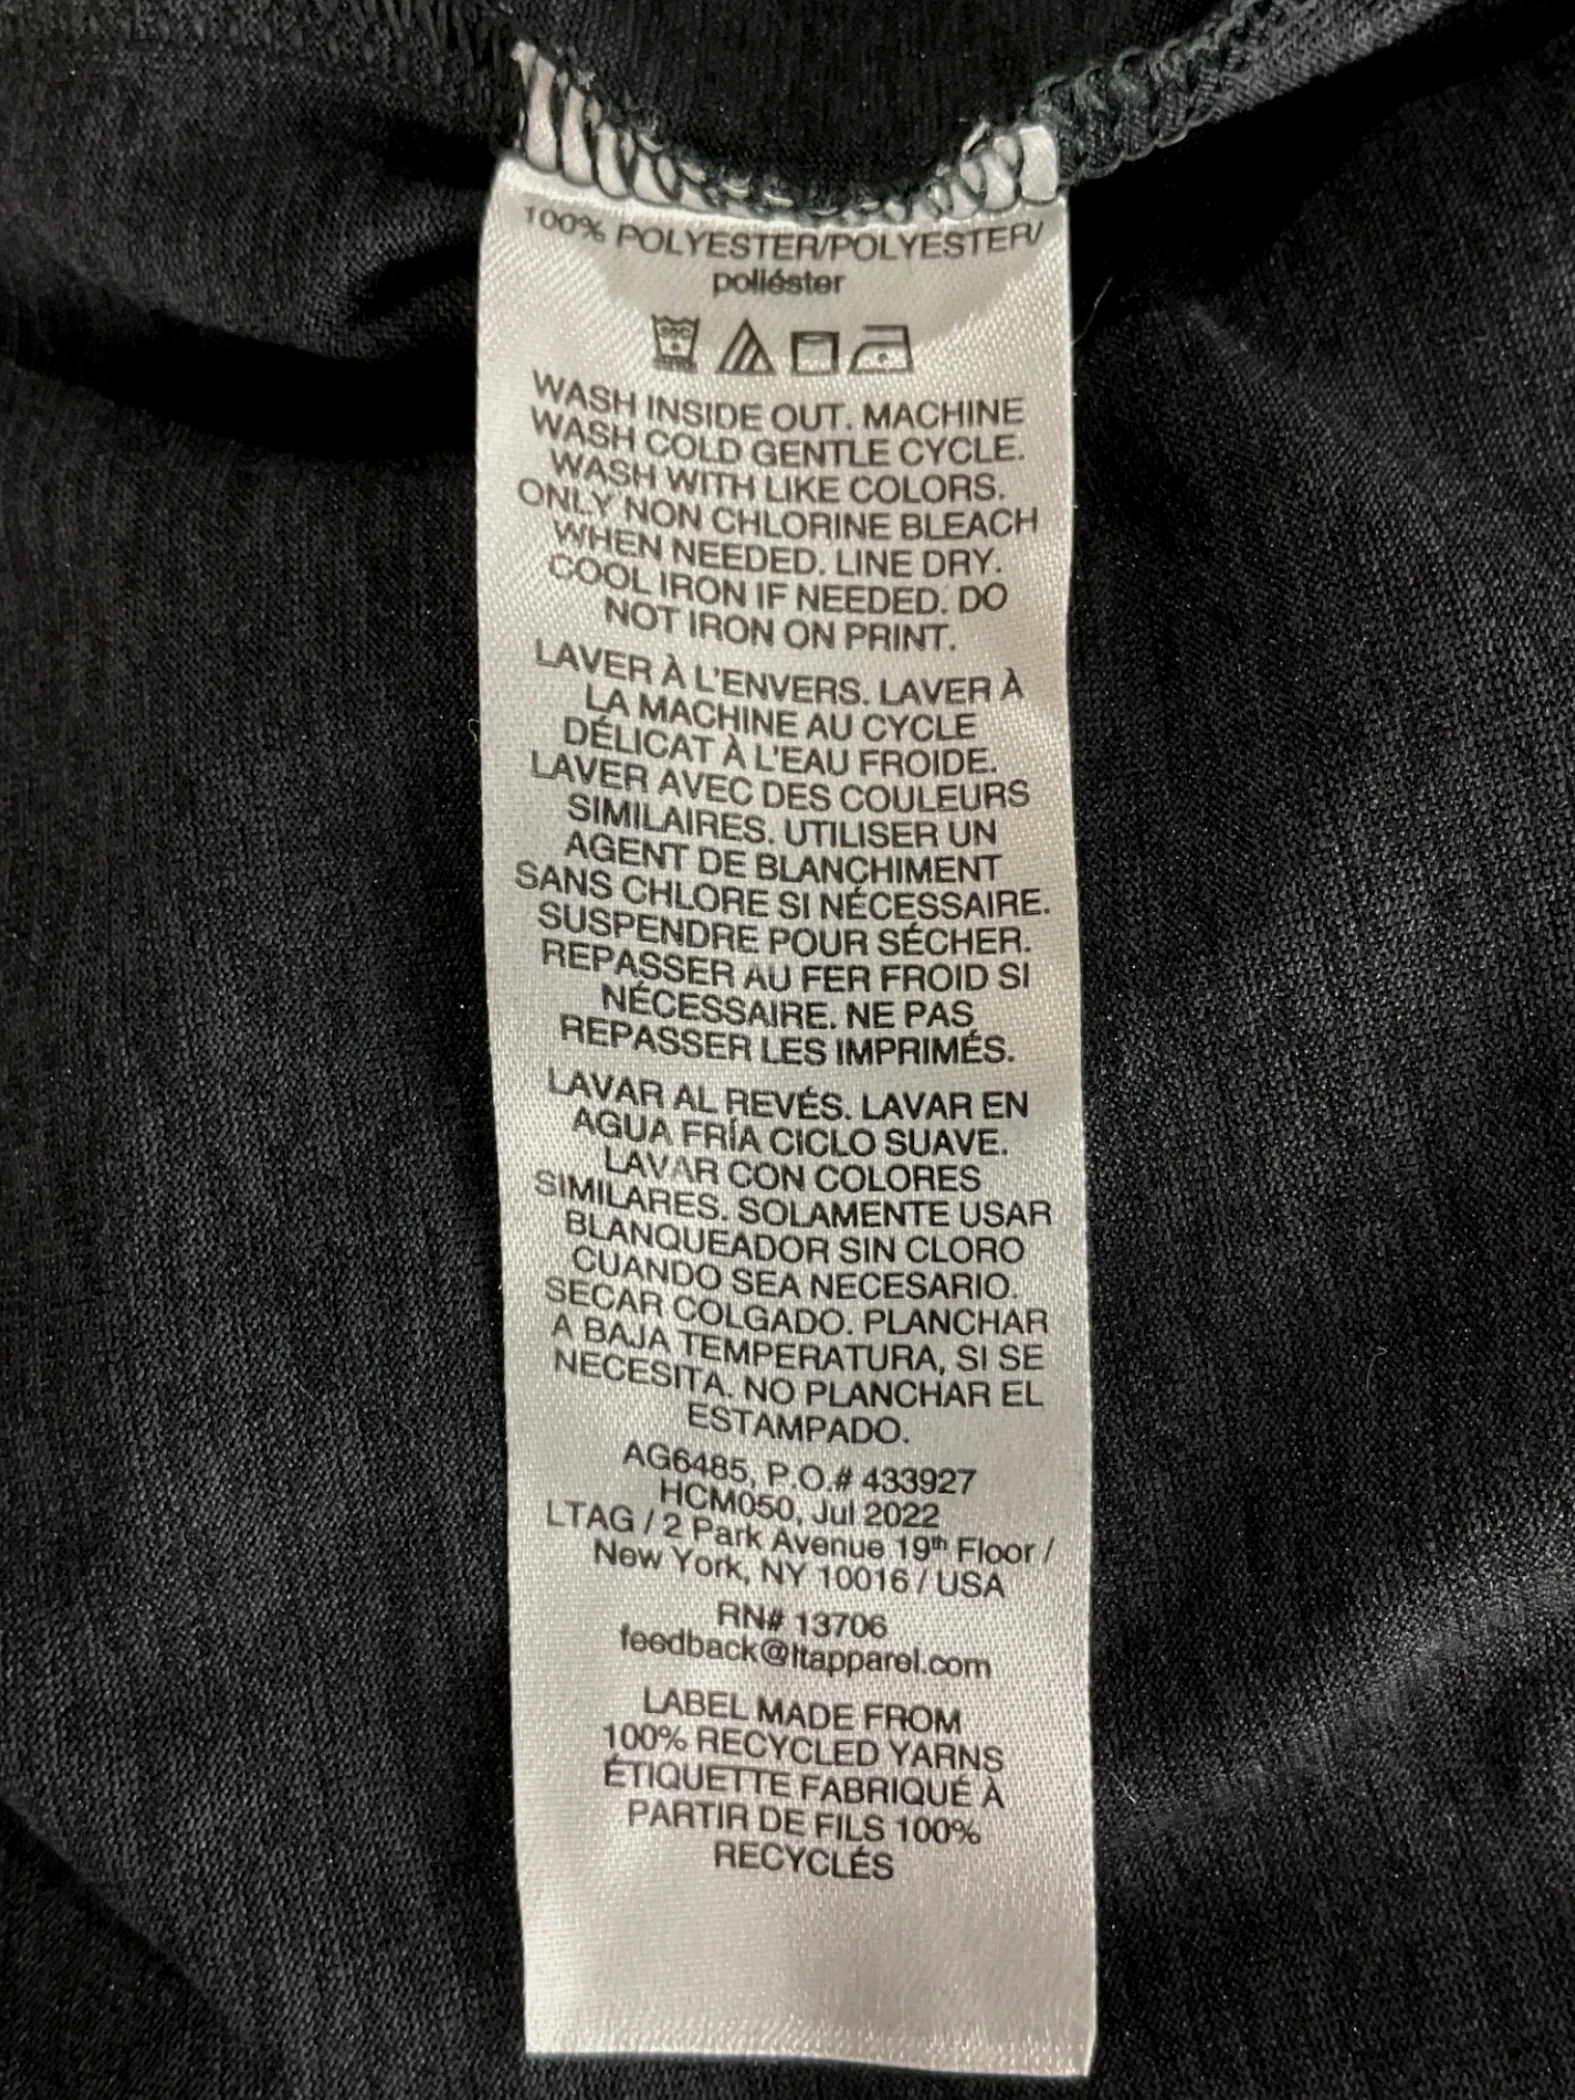 100% POLYESTER/POLYESTER/
poliéster
30C
WASH INSIDE OUT. MACHINE
WASH COLD GENTLE CYCLE.
WASH WITH LIKE COLORS.
ONLY NON CHLORINE BLEACH
WHEN NEEDED. LINE DRY.
COOL IRON IF NEEDED. DO
NOT IRON ON PRINT.
LAVER À L'ENVERS. LAVER À
LA MACHINE AU CYCLE
DÉLICAT À L'EAU FROIDE.
LAVER AVEC DES COULEURS
SIMILAIRES. UTILISER UN
AGENT DE BLANCHIMENT
SANS CHLORE SI NÉCESSAIRE.
SUSPENDRE POUR SÉCHER.
REPASSER AU FER FROID SI
NÉCESSAIRE. NE PAS
REPASSER LES IMPRIMÉS.
LAVAR AL REVÉS. LAVAR EN
AGUA FRÍA CICLO SUAVE.
LAVAR CON COLORES
SIMILARES. SOLAMENTE USAR
BLANQUEADOR SIN CLORO
CUANDO SEA NECESARIO.
SECAR COLGADO. PLANCHAR
A BAJA TEMPERATURA, SI SE
NECESITA. NO PLANCHAR EL
ESTAMPADO.
AG6485, P.O.# 433927
HCM050, Jul 2022
LTAG / 2 Park Avenue 19th Floor /
New York, NY 10016 / USA
RN# 13706
feedback@ltapparel.com
LABEL MADE FROM
100% RECYCLED YARNS
ÉTIQUETTE FABRIQUÉ À
PARTIR DE FILS 100%
RECYCLÉS